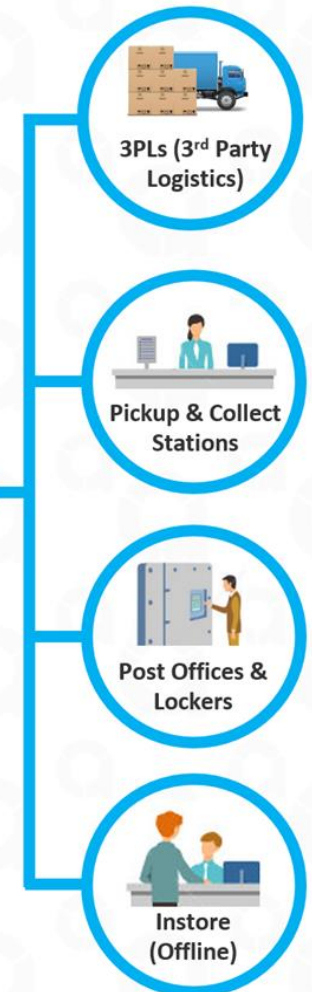 3PLs (3rd Party
Logistics)
Pickup & Collect
Stations
Post Offices &
Lockers
Instore
(Offline)